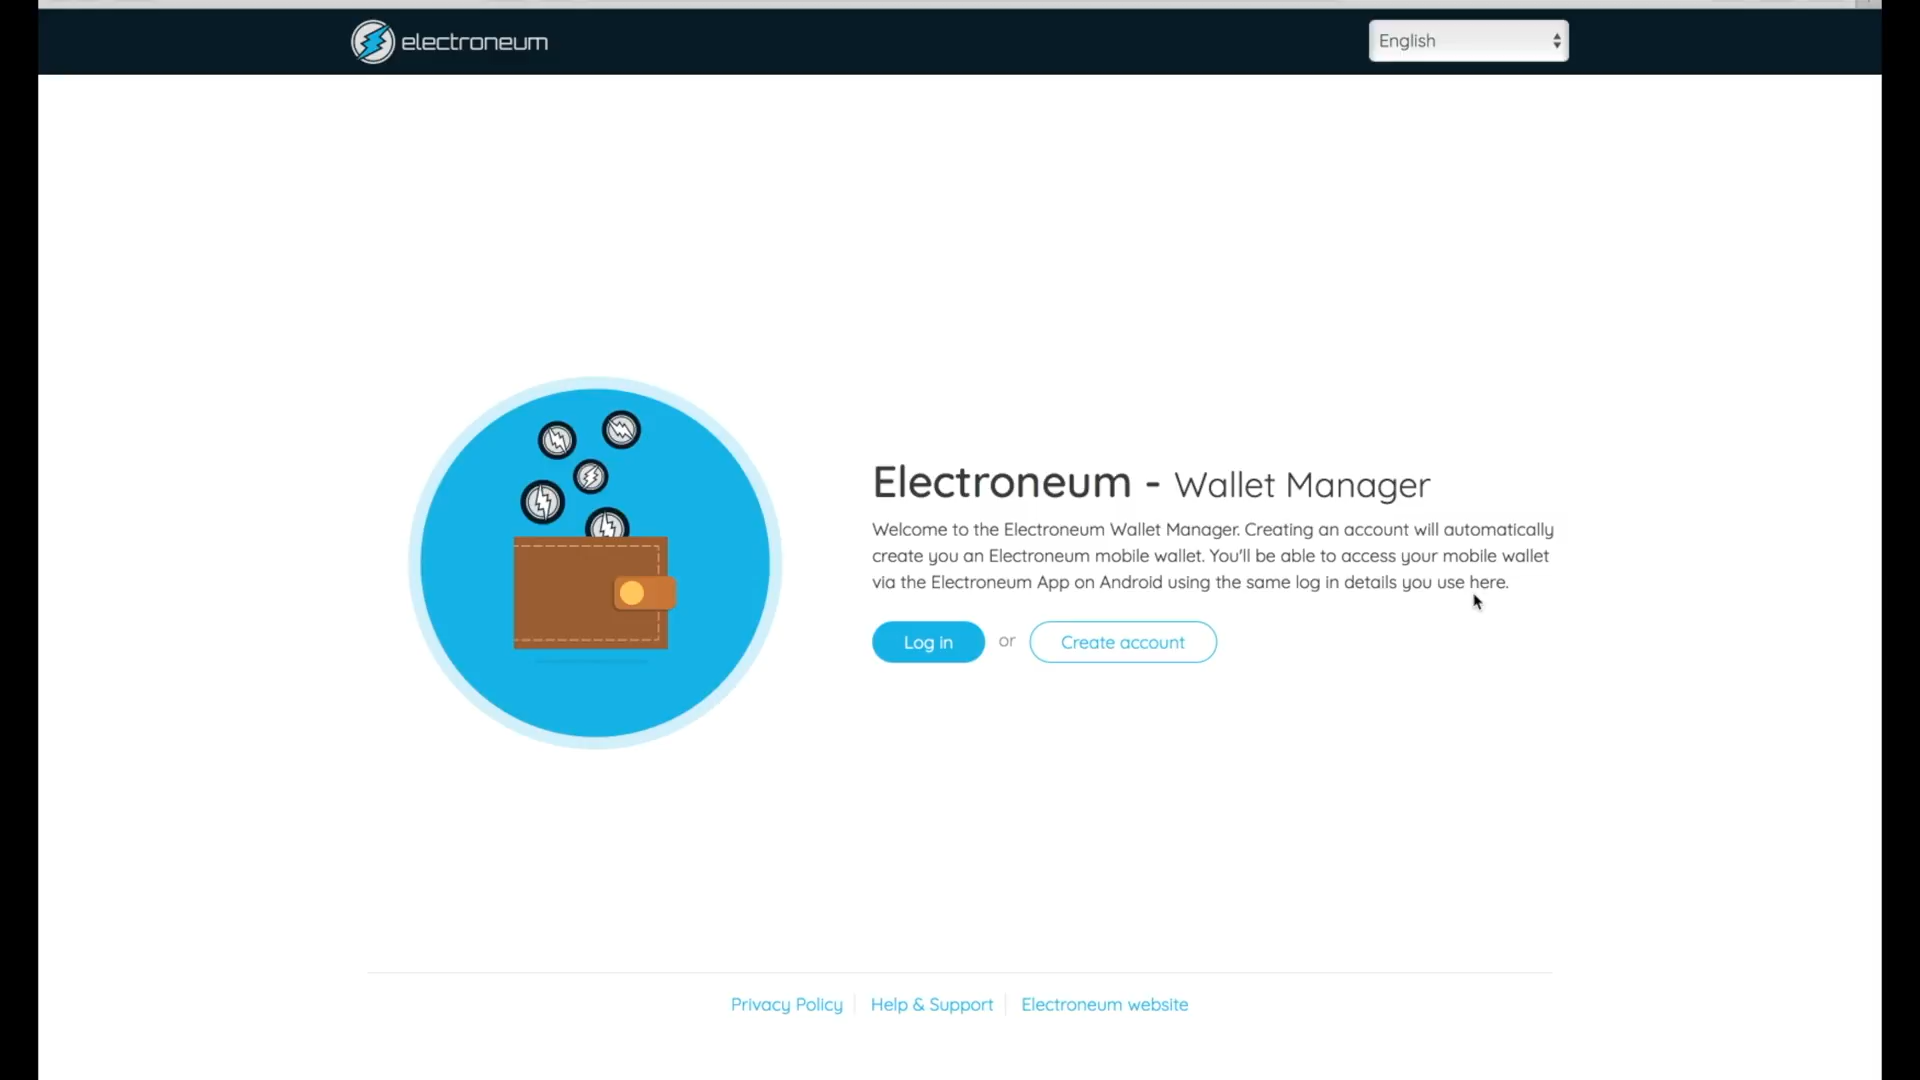 electroneum
English
Electroneum - Wallet Manager
Welcome to the Electroneum Wallet Manager. Creating an account will automatically
create you an Electroneum mobile wallet. You'll be able to access your mobile wallet
via the Electroneum App on Android using the same log in details you use here.
Log in or Create account
Privacy Policy Help & Support Electroneum website